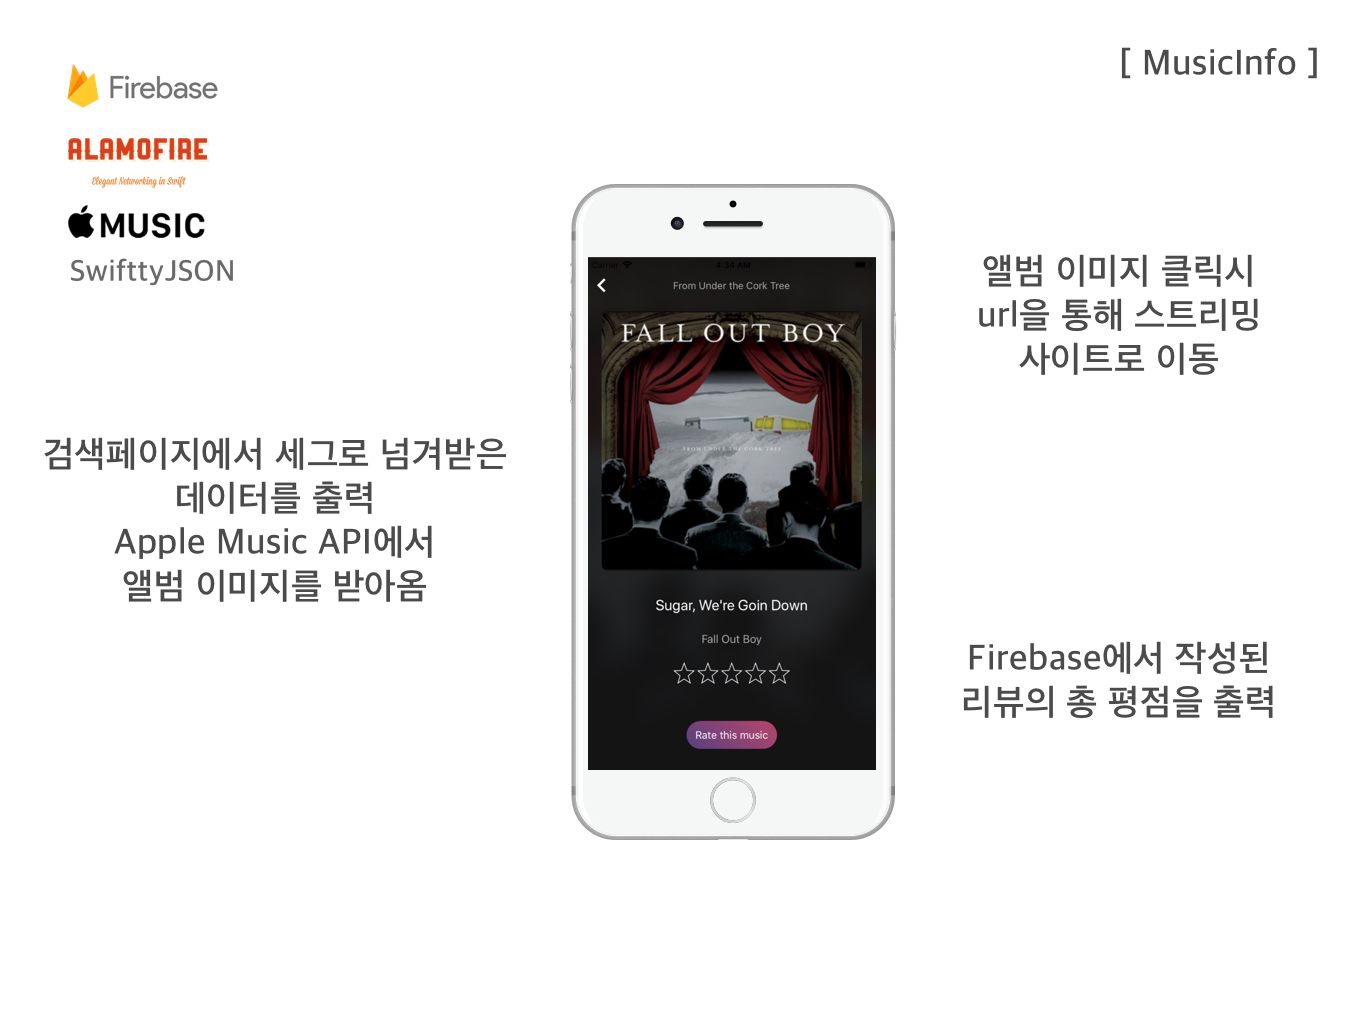 [ MusicInfo ]
Firebase
ALAMOFIRE
Elegant Networking in Swift
MUSIC
SwifttyJSON
검색페이지에서 세그로 넘겨받은
데이터를 출력
Apple Music API에서
앨범 이미지를 받아옴
Carrier
4:34 AM
From Under the Cork Tree
FALL OUT BOY
FROM UNDER THE CORK TREE
Sugar, We're Goin Down
Fall Out Boy
Rate this music
앨범 이미지 클릭시
url을 통해 스트리밍
사이트로 이동
Firebase에서 작성된
리뷰의 총 평점을 출력